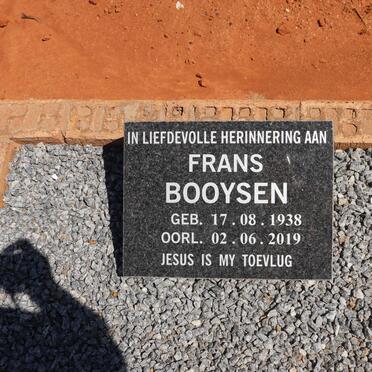 IN LIEFDEVOLLE HERINNERING AAN
FRANS
BOOYSEN
GEB. 17.08.1938
OORL. 02.06.2019
JESUS IS MY TOEVLUG